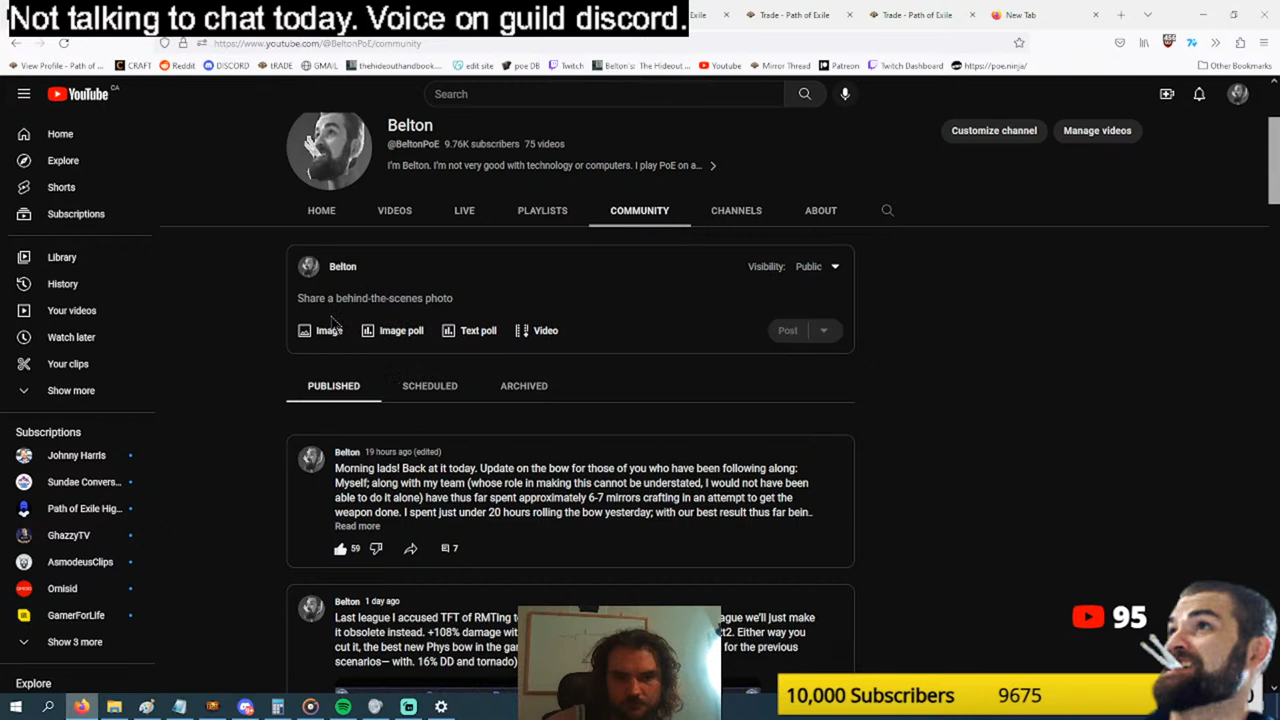 Not talking to chat today. Voice on guild discord.
Releases
Trade - Path of Exile
Trade - Path of Exile
New Tab
https://www.youtube.com/@BeltonPoE/community
View Profile - Path of...
CRAFT
Reddit
DISCORD
tRADE
GMAIL
thehideouthandbook...
edit site
poe DB
Twitch
Belton's: The Hideout...
Youtube
Mirror Thread
Patreon
Twitch Dashboard
https://poe.ninja/
Other Bookmarks
YouTube CA
Search
Home
Explore
Shorts
Subscriptions
Library
History
Your videos
Watch later
Your clips
Show more
Subscriptions
Johnny Harris
Sundae Convers...
Path of Exile Hig...
GhazzyTV
AsmodeusClips
Omisid
GamerForLife
Show 3 more
Explore
Belton
@BeltonPoE 9.76K subscribers 75 videos
I'm Belton. I'm not very good with technology or computers. I play PoE on a...
Customize channel
Manage videos
HOME
VIDEOS
LIVE
PLAYLISTS
COMMUNITY
CHANNELS
ABOUT
Belton
Visibility: Public
Share a behind-the-scenes photo
Image
Image poll
Text poll
Video
Post
PUBLISHED
SCHEDULED
ARCHIVED
Belton 19 hours ago (edited)
Morning lads! Back at it today. Update on the bow for those of you who have been following along:
Myself; along with my team (whose role in making this cannot be understated, I would not have been
able to do it alone) have thus far spent approximately 6-7 mirrors crafting in an attempt to get the
weapon done. I spent just under 20 hours rolling the bow yesterday; with our best result thus far bein..
Read more
59
7
Belton 1 day ago
Last league I accused TFT of RMTing t
ague we'll just make
it obsolete instead. +108% damage wit
tt2. Either way you
cut it, the best new Phys bow in the gam
for the previous
scenarios— with. 16% DD and tornado)
95
10,000 Subscribers 9675